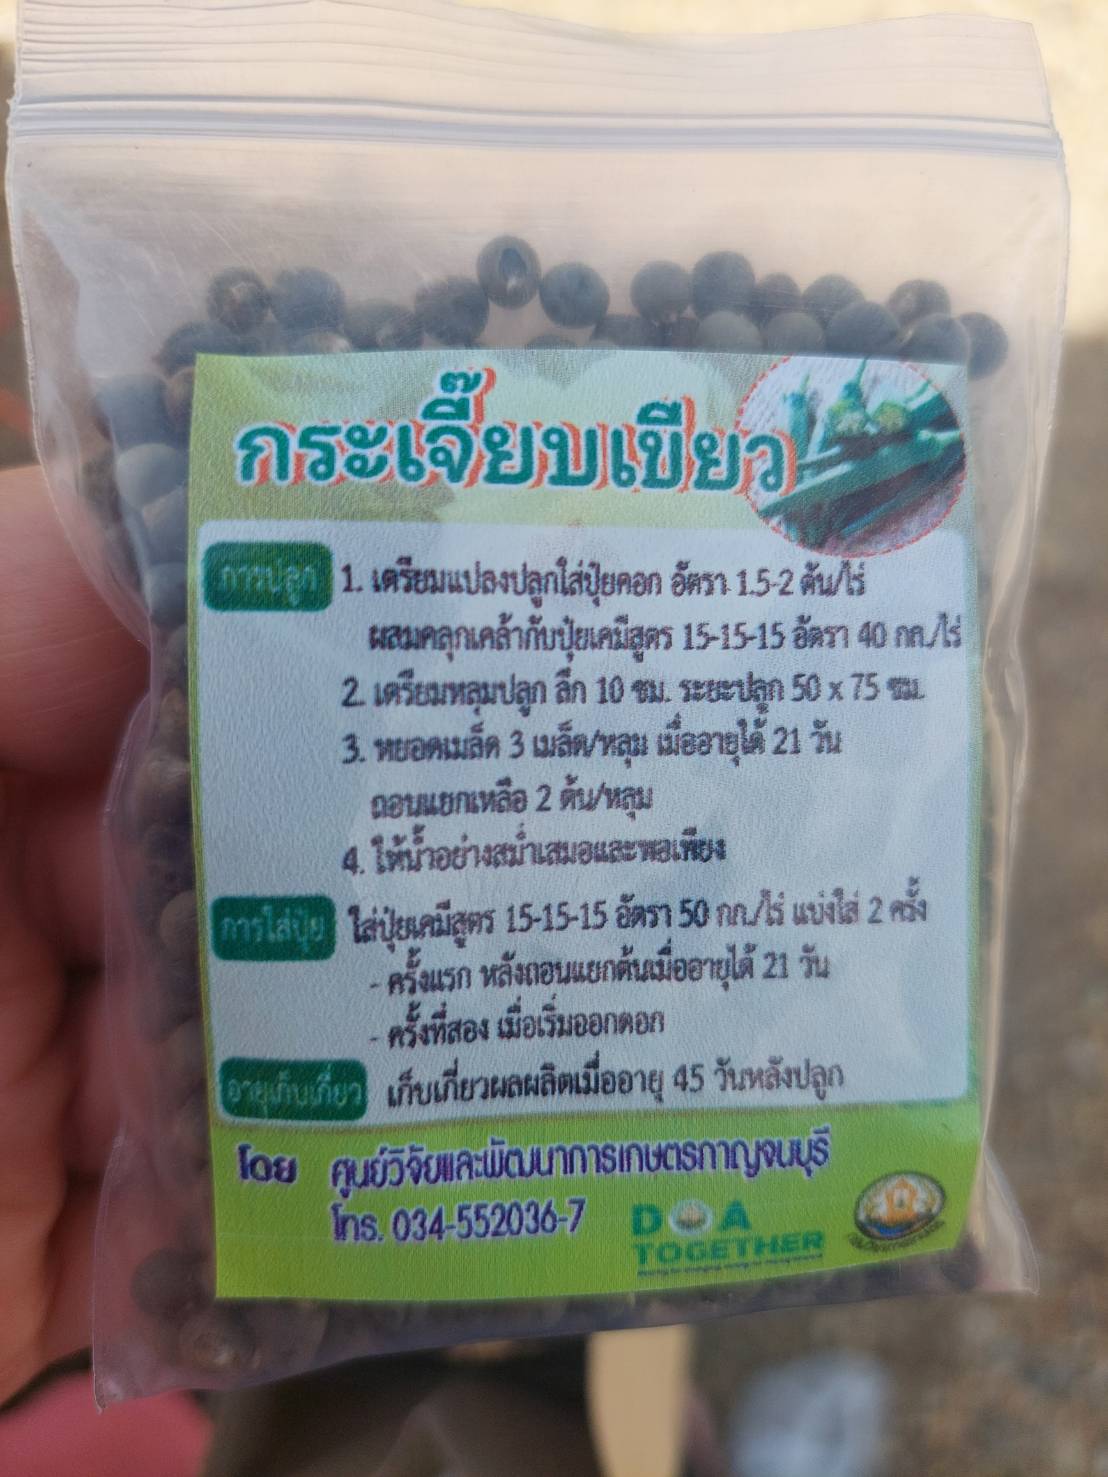 กระเจี๊ยบเขียว
การปลูก 1. เตรียมแปลงปลูกใส่ปุ๋ยคอก อัตรา 1.5-2 ตัน/ไร่
ผสมคลุกเคล้ากับปุ๋ยเคมีสูตร 15-15-15 อัตรา 40 กก./ไร่
2. เตรียมหลุมปลูก ลึก 10 ซม. ระยะปลูก 50 x 75 ซม.
3. หยอดเมล็ด 3 เมล็ด/หลุม เมื่ออายุได้ 21 วัน
ถอนแยกเหลือ 2 ต้น/หลุม
4. ให้น้ำอย่างสม่ำเสมอและพอเพียง
การใส่ปุ๋ย ใส่ปุ๋ยเคมีสูตร 15-15-15 อัตรา 50 กก./ไร่ แบ่งใส่ 2 ครั้ง
- ครั้งแรก หลังถอนแยกต้นเมื่ออายุได้ 21 วัน
- ครั้งที่สอง เมื่อเริ่มออกดอก
อายุเก็บเกี่ยว เก็บเกี่ยวผลผลิตเมื่ออายุ 45 วันหลังปลูก
โดย ศูนย์วิจัยและพัฒนาการเกษตรกาญจนบุรี
โทร. 034-552036-7
DOA
TOGETHER